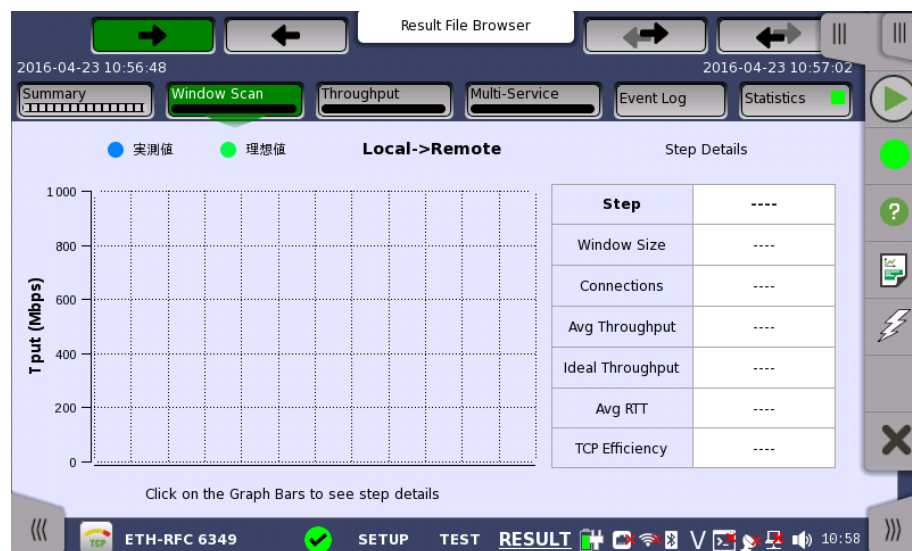 Result File Browser
2016-04-23 10:56:48
2016-04-23 10:57:02
Summary
Window Scan
Throughput
Multi-Service
Event Log
Statistics
実測値
理想値
Local->Remote
Step Details
Tput (Mbps)
1000
800
600
400
200
0
Step ----
Window Size ----
Connections ----
Avg Throughput ----
Ideal Throughput ----
Avg RTT ----
TCP Efficiency ----
Click on the Graph Bars to see step details
TCP
ETH-RFC 6349
SETUP
TEST
RESULT
10:58